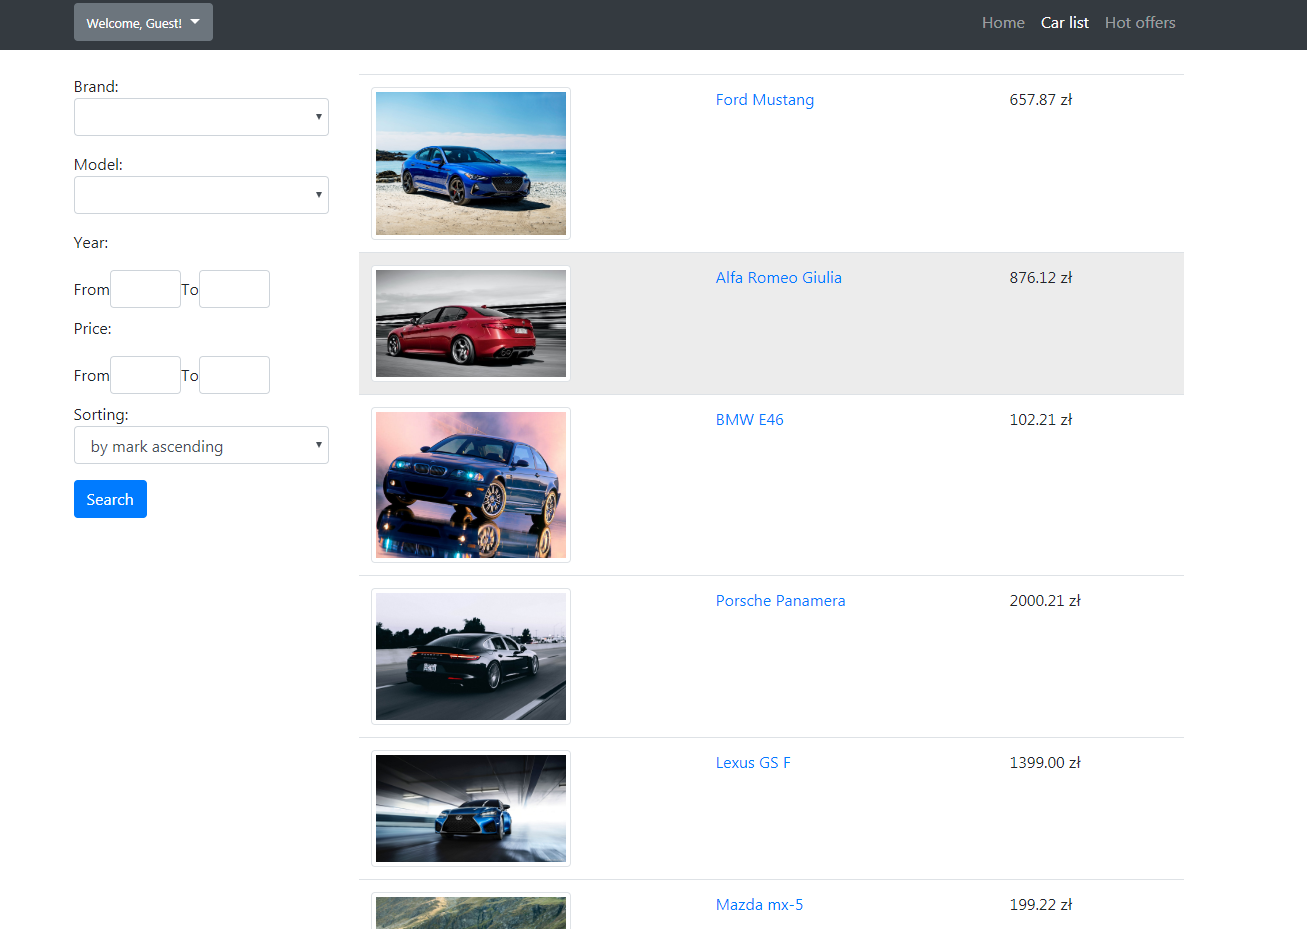 Welcome, Guest!
Home Car list Hot offers
Brand:
Model:
Year:
From To
Price:
From To
Sorting:
by mark ascending
Search
Ford Mustang 657.87 zł
Alfa Romeo Giulia 876.12 zł
BMW E46 102.21 zł
Porsche Panamera 2000.21 zł
Lexus GS F 1399.00 zł
Mazda mx-5 199.22 zł